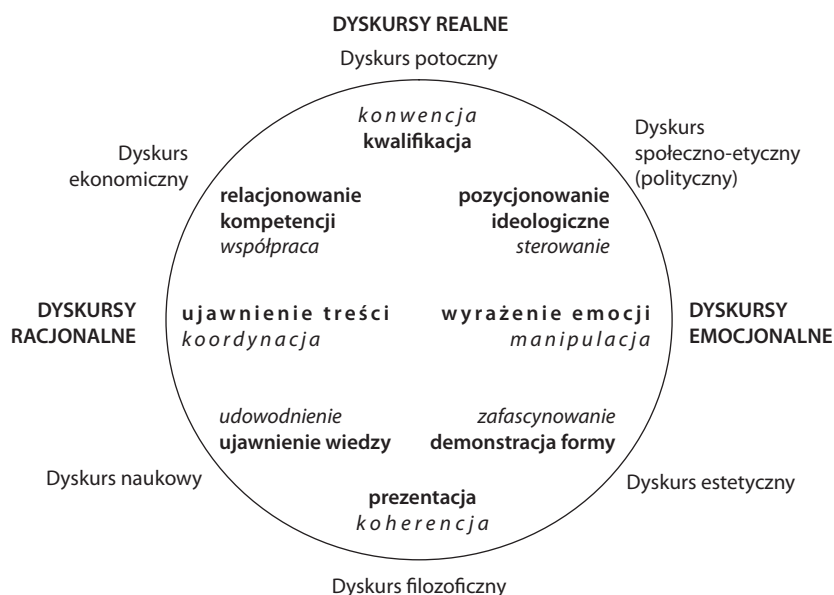 DYSKURSY REALNE
Dyskurs potoczny
konwencja
kwalifikacja
Dyskurs
ekonomiczny
Dyskurs
społeczno-etyczny
(polityczny)
relacjonowanie
kompetencji
współpraca
pozycjonowanie
ideologiczne
sterowanie
DYSKURSY
RACJONALNE
ujawnienie treści
koordynacja
wyrażenie emocji
manipulacja
DYSKURSY
EMOCJONALNE
udowodnienie
ujawnienie wiedzy
zafascynowanie
demonstracja formy
Dyskurs naukowy
Dyskurs estetyczny
prezentacja
koherencja
Dyskurs filozoficzny